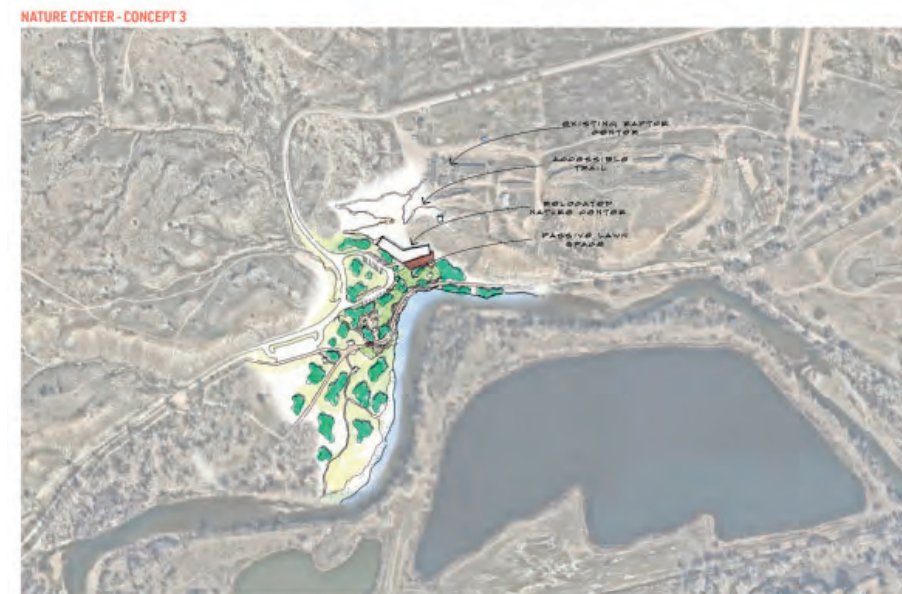 NATURE CENTER - CONCEPT 3
EXISTING RAPTOR
CENTER
ACCESSIBLE
TRAIL
RELOCATED
NATURE CENTER
PASSIVE LAWN
SPACE